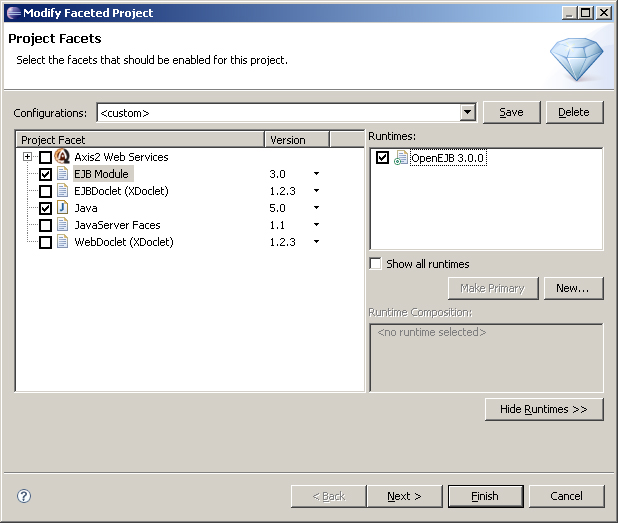 Modify Faceted Project
Project Facets
Select the facets that should be enabled for this project.
Configurations: <custom> Save Delete
Project Facet Version
Axis2 Web Services
EJB Module 3.0
EJBDoclet (XDoclet) 1.2.3
Java 5.0
JavaServer Faces 1.1
WebDoclet (XDoclet) 1.2.3
Runtimes:
OpenEJB 3.0.0
Show all runtimes
Make Primary New...
Runtime Composition:
<no runtime selected>
Hide Runtimes >>
? < Back Next > Finish Cancel